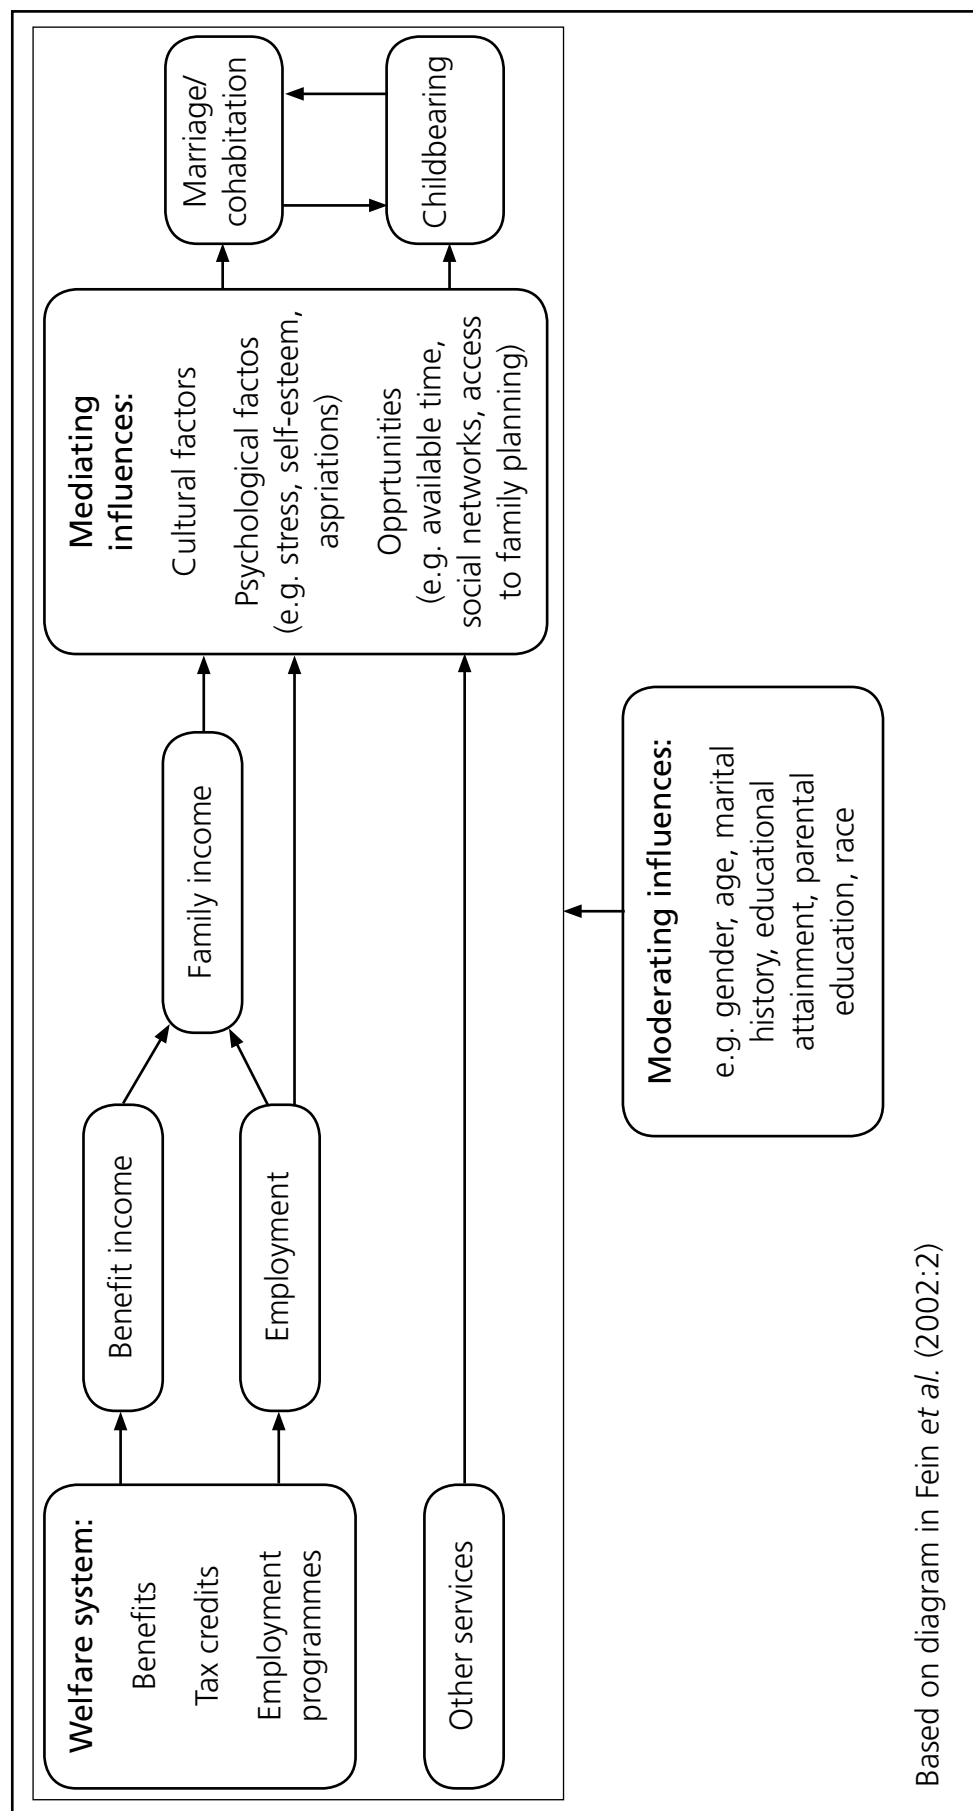 Welfare system:
Benefits
Tax credits
Employment
programmes
Other services
Benefit income
Employment
Family income
Mediating
influences:
Cultural factors
Psychological factos
(e.g. stress, self-esteem,
aspriations)
Opprtunities
(e.g. available time,
social networks, access
to family planning)
Marriage/
cohabitation
Childbearing
Moderating influences:
e.g. gender, age, marital
history, educational
attainment, parental
education, race
Based on diagram in Fein et al. (2002:2)